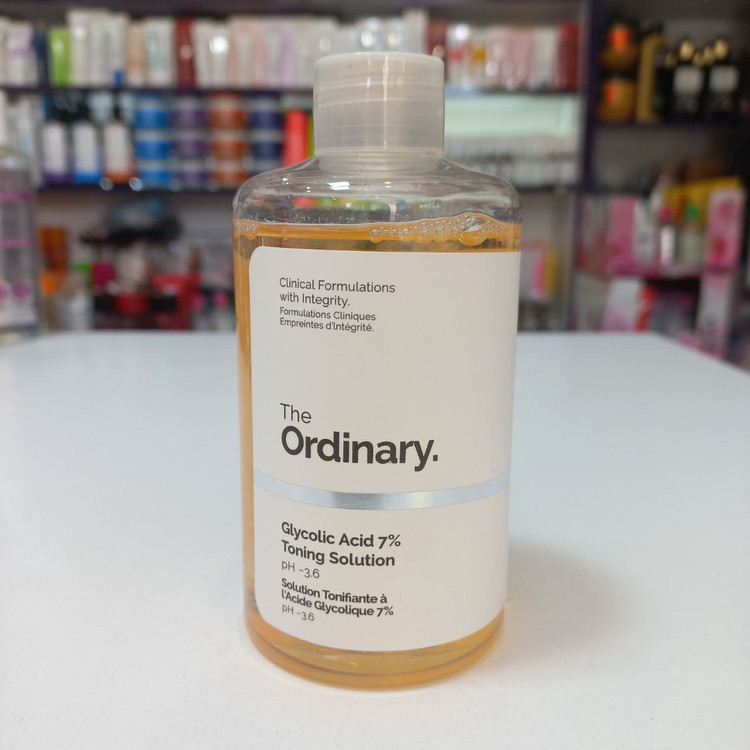 Clinical Formulations
with Integrity.
Formulations Cliniques
Empreintes d'Intégrité.
The
Ordinary.
Glycolic Acid 7%
Toning Solution
pH ~3.6
Solution Tonifiante à
l'Acide Glycolique 7%
pH ~3.6